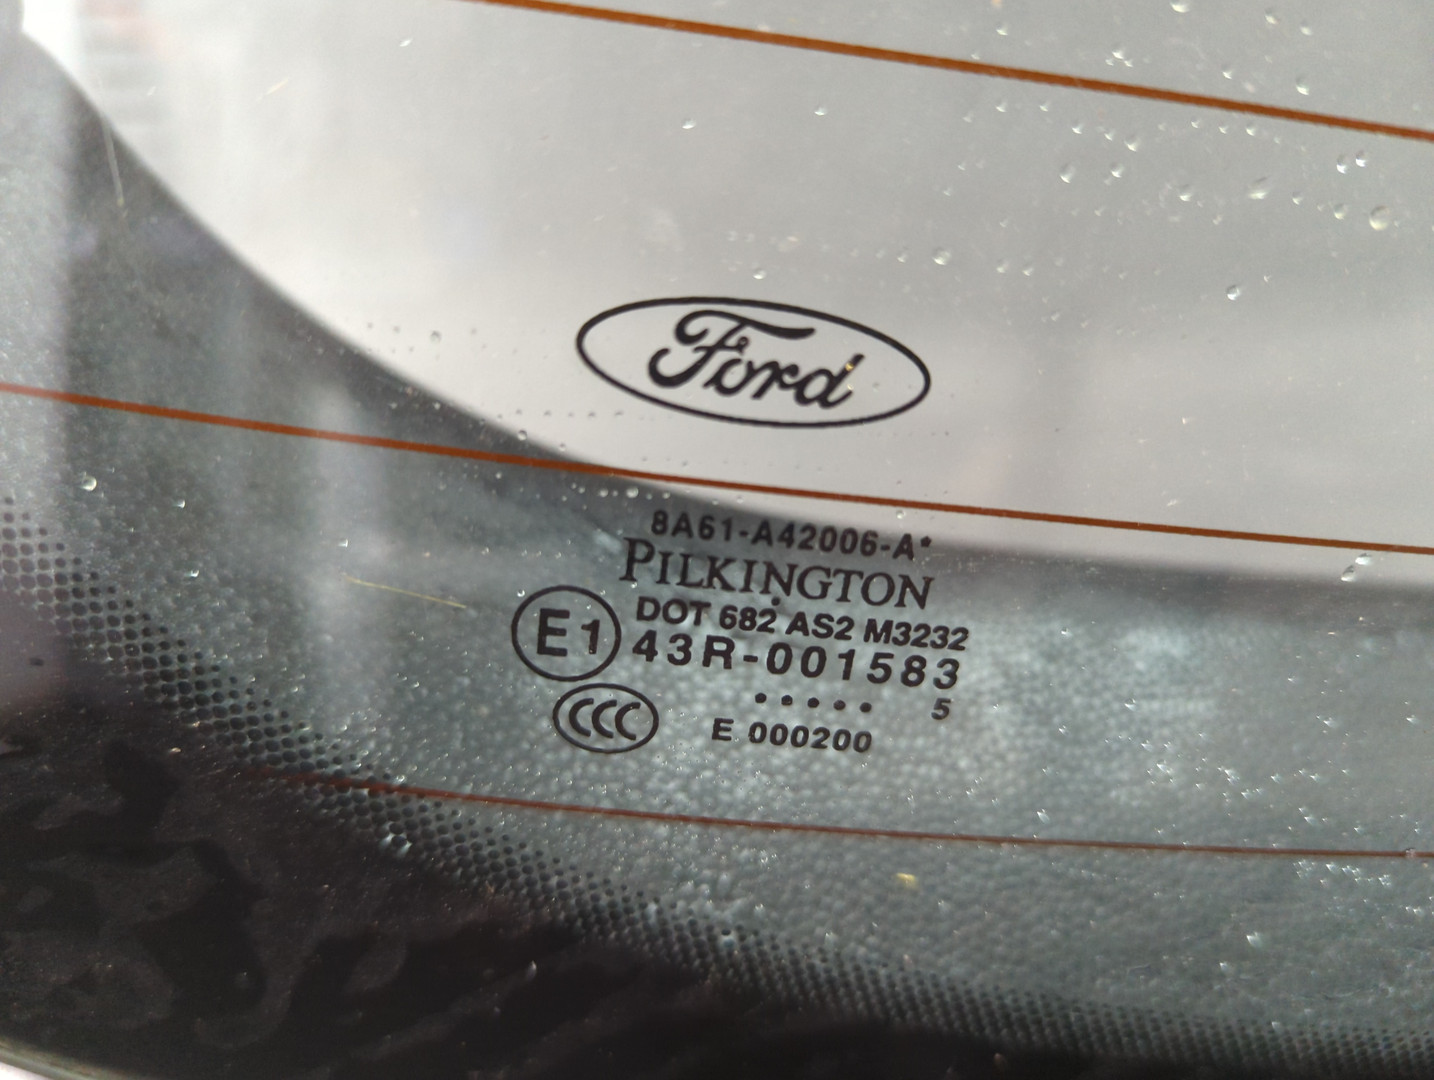 Ford
8A61-A42006-A*
PILKINGTON
DOT 682 AS2 M3232
E1 43R-001583
..... 5
CCC E 000200